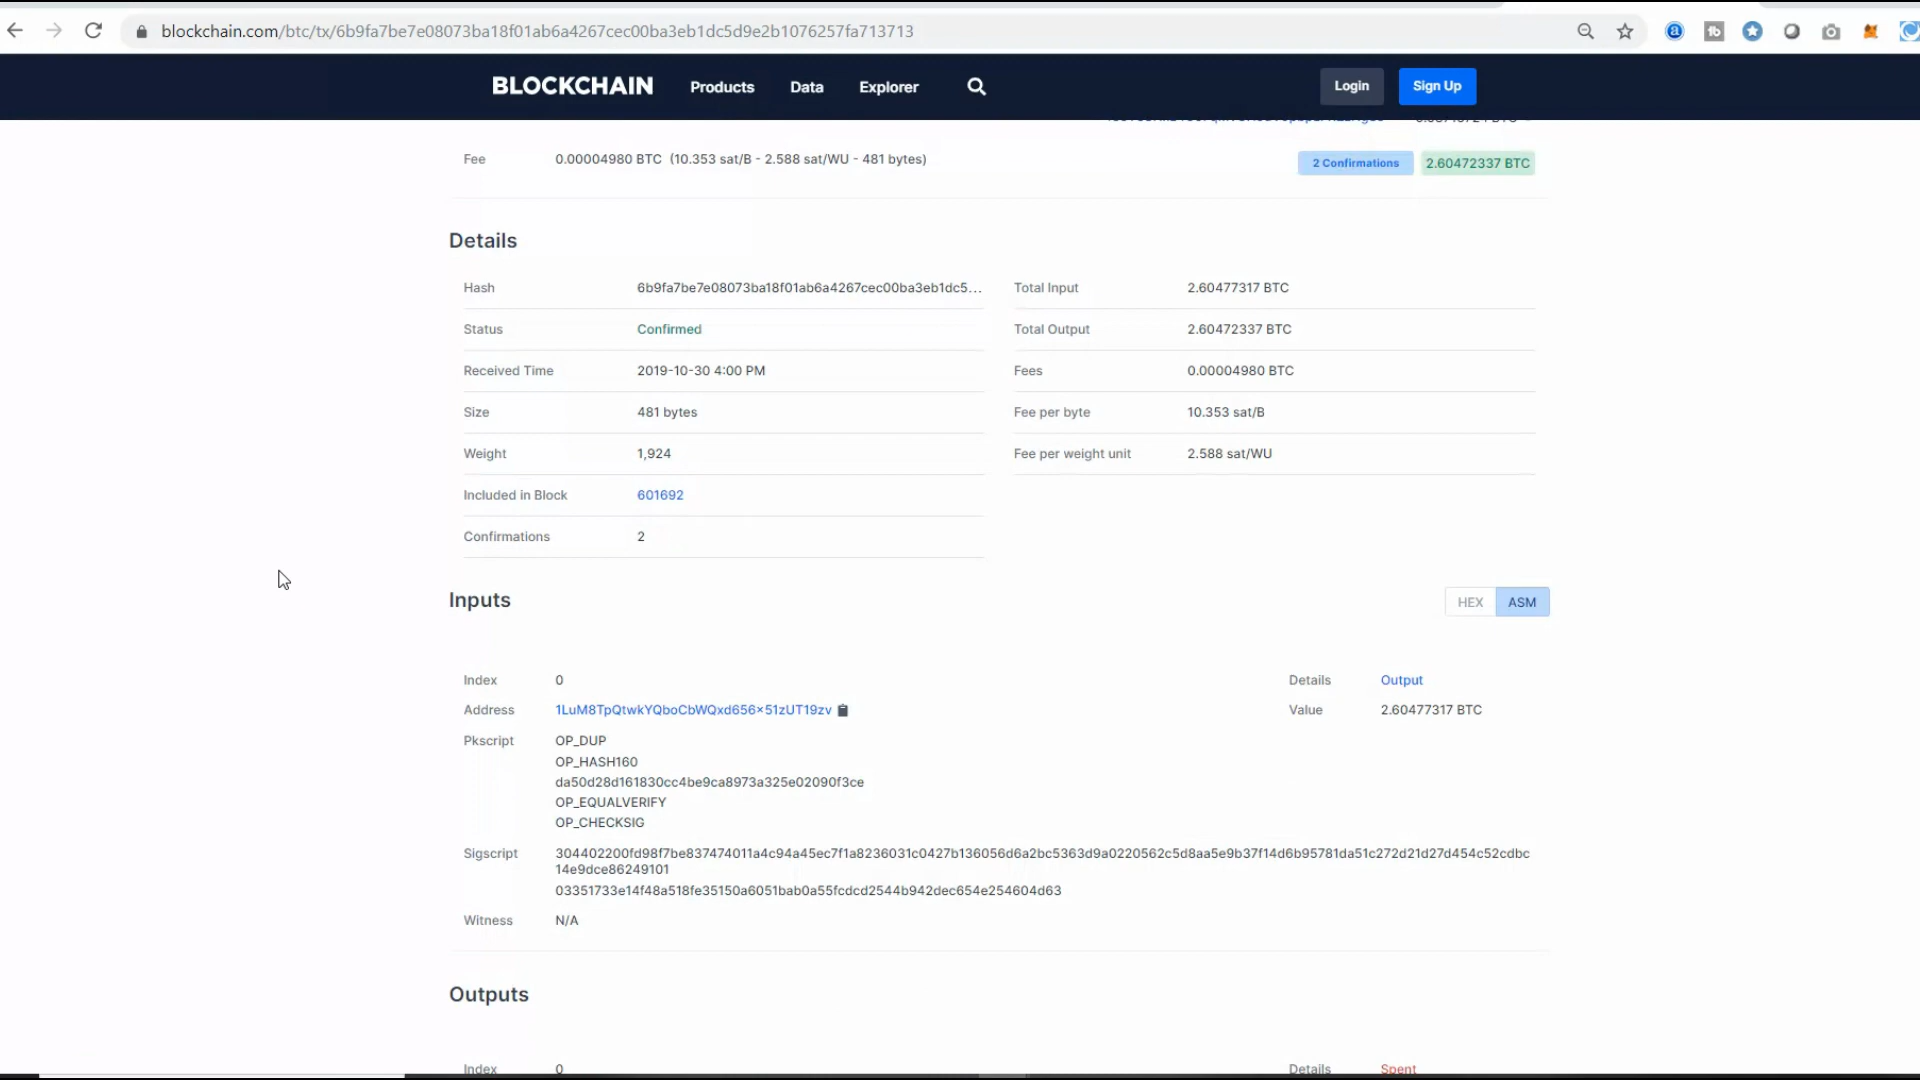 blockchain.com/btc/tx/6b9fa7be7e08073ba18f01ab6a4267cec00ba3eb1dc5d9e2b1076257fa713713
BLOCKCHAIN Products Data Explorer Login Sign Up
Fee 0.00004980 BTC (10.353 sat/B - 2.588 sat/WU - 481 bytes) 2 Confirmations 2.60472337 BTC
Details
Hash 6b9fa7be7e08073ba18f01ab6a4267cec00ba3eb1dc5... Total Input 2.60477317 BTC
Status Confirmed Total Output 2.60472337 BTC
Received Time 2019-10-30 4:00 PM Fees 0.00004980 BTC
Size 481 bytes Fee per byte 10.353 sat/B
Weight 1,924 Fee per weight unit 2.588 sat/WU
Included in Block 601692
Confirmations 2
Inputs HEX ASM
Index 0 Details Output
Address 1LuM8TpQtwkYQboCbWQxd656x51zUT19zv Value 2.60477317 BTC
Pkscript OP_DUP
OP_HASH160
da50d28d161830cc4be9ca8973a325e02090f3ce
OP_EQUALVERIFY
OP_CHECKSIG
Sigscript 304402200fd98f7be837474011a4c94a45ec7f1a8236031c0427b136056d6a2bc5363d9a0220562c5d8aa5e9b37f14d6b95781da51c272d21d27d454c52cdbc
14e9dce86249101
03351733e14f48a518fe35150a6051bab0a55fcdcd2544b942dec654e254604d63
Witness N/A
Outputs
Index 0 Details Spent